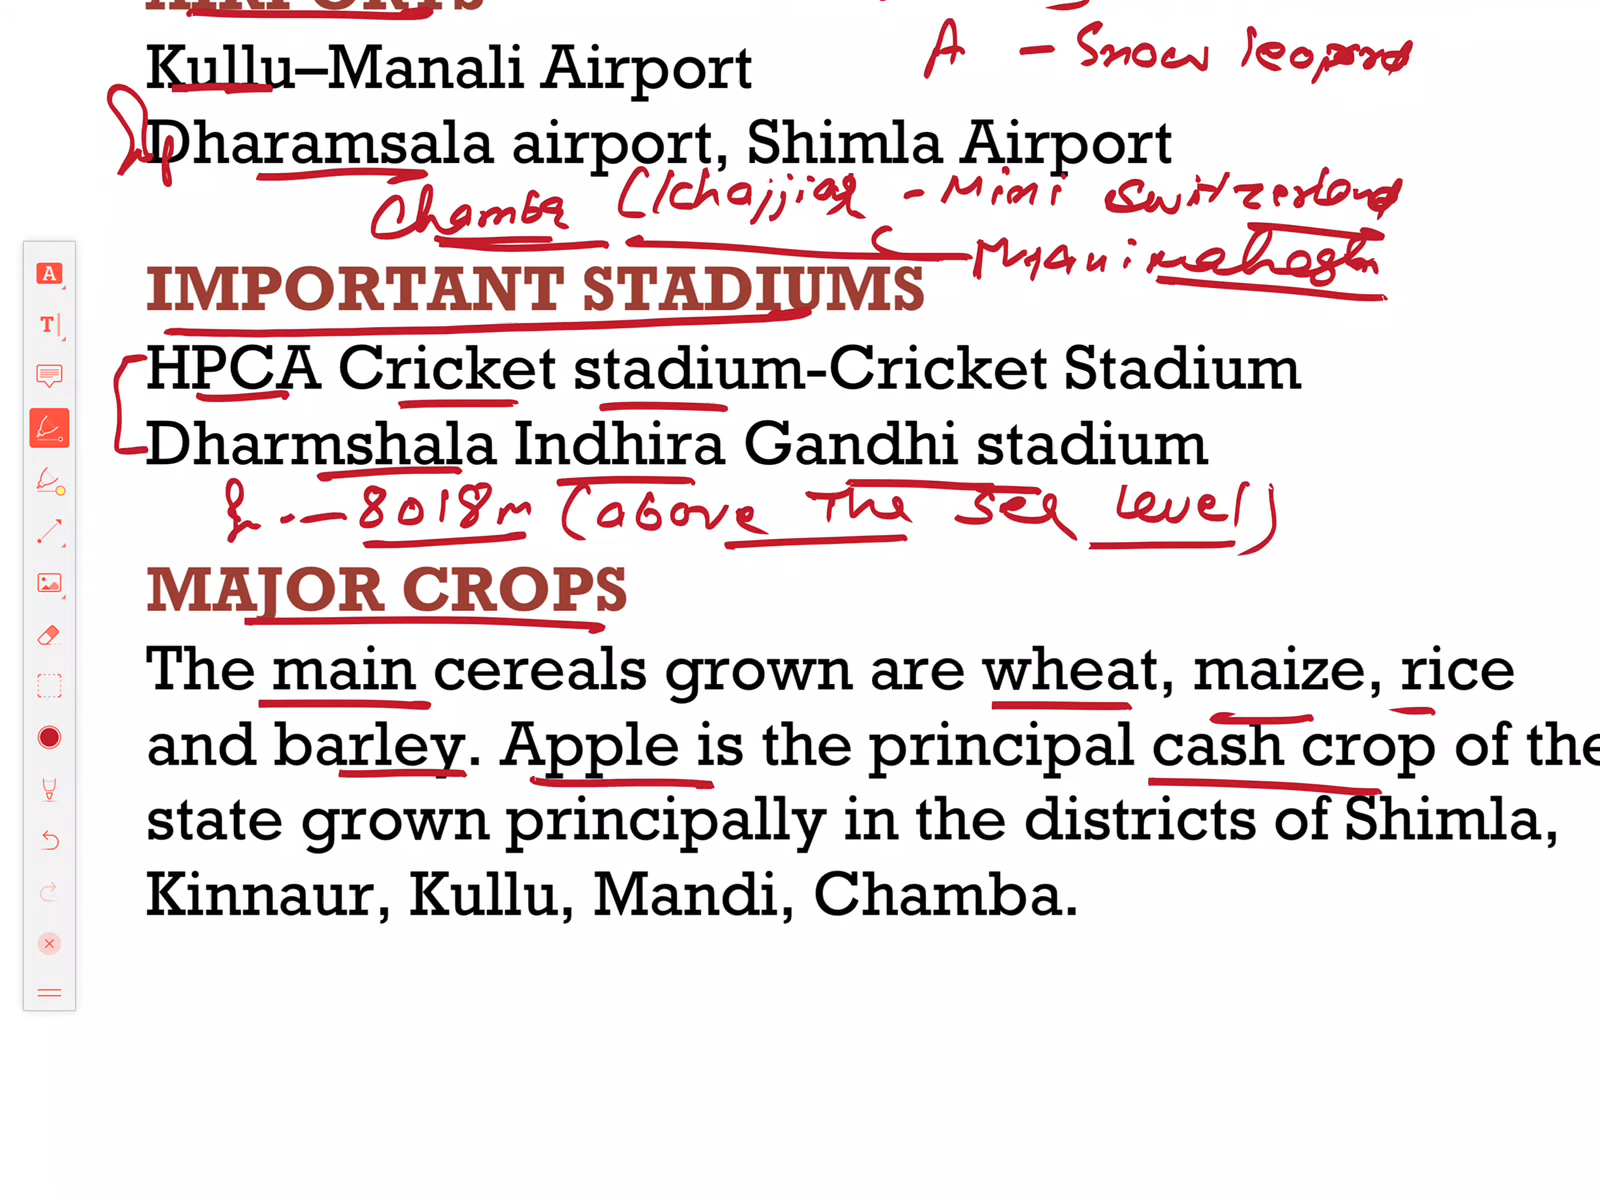 AIRPORTS
A - Snow leopard
Kullu–Manali Airport
Dharamsala airport, Shimla Airport
Chamba (Khajjiar - Mini Switzerland
IMPORTANT STADIUMS
HPCA Cricket stadium-Cricket Stadium
Dharmshala Indhira Gandhi stadium
- 8018m (above The Sea Level)
MAJOR CROPS
The main cereals grown are wheat, maize, rice
and barley. Apple is the principal cash crop of the
state grown principally in the districts of Shimla,
Kinnaur, Kullu, Mandi, Chamba.